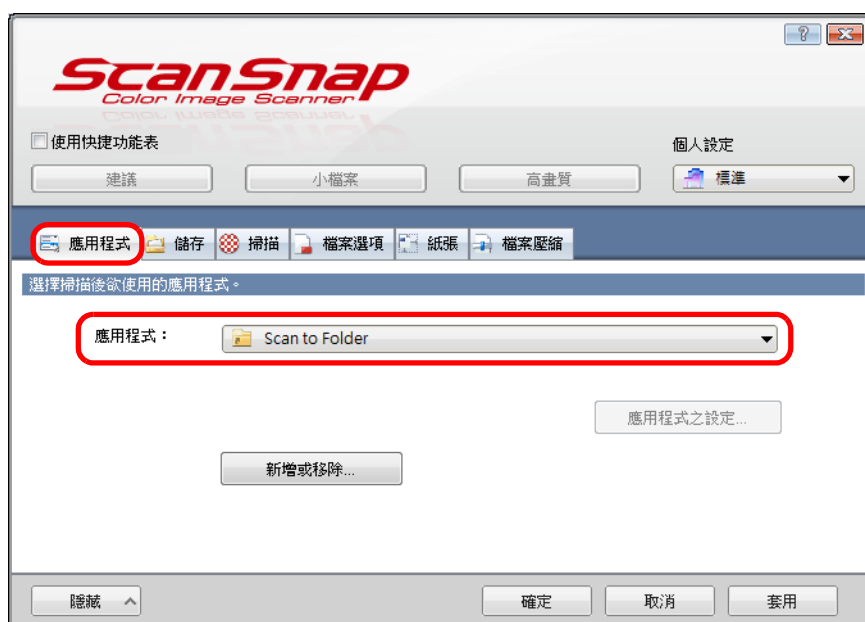 ScanSnap
Color Image Scanner
使用快捷功能表
個人設定
建議 小檔案 高畫質 標準
應用程式 儲存 掃描 檔案選項 紙張 檔案壓縮
選擇掃描後欲使用的應用程式。
應用程式： Scan to Folder
應用程式之設定...
新增或移除...
隱藏 確定 取消 套用